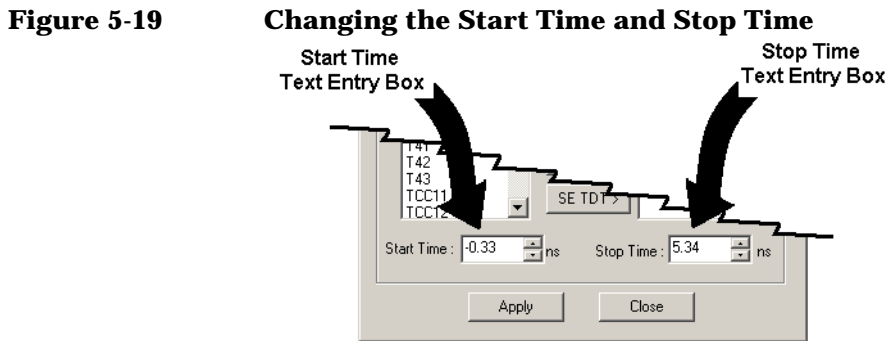 Figure 5-19 Changing the Start Time and Stop Time
Start Time
Text Entry Box
Stop Time
Text Entry Box
T41
T42
T43
TCC11
TCC12
SE TDT >
Start Time : -0.33 ns
Stop Time : 5.34 ns
Apply
Close